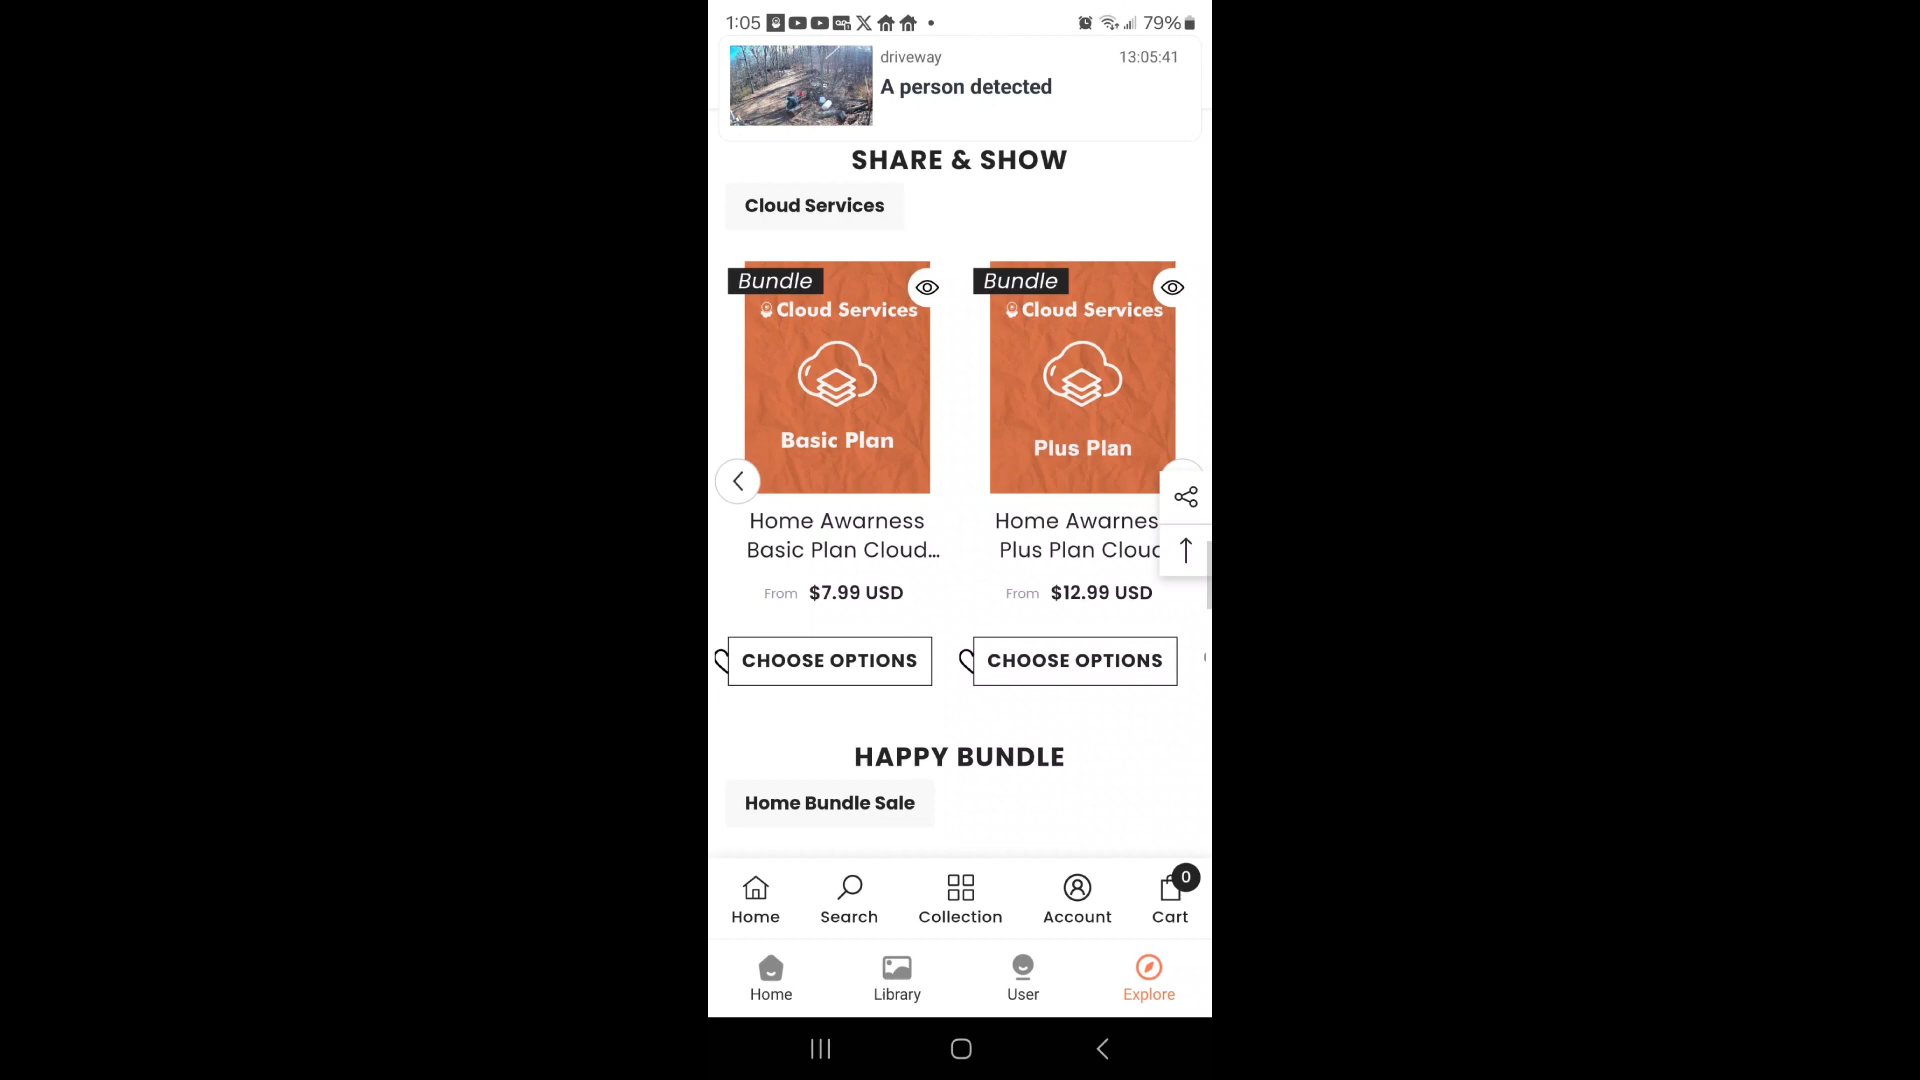 1:05
79%
driveway
13:05:41
A person detected
SHARE & SHOW
Cloud Services
Bundle
Cloud Services
Basic Plan
Home Awarness
Basic Plan Cloud...
From $7.99 USD
CHOOSE OPTIONS
Bundle
Cloud Services
Plus Plan
Home Awarnes
Plus Plan Cloud
From $12.99 USD
CHOOSE OPTIONS
HAPPY BUNDLE
Home Bundle Sale
Home
Search
Collection
Account
0
Cart
Home
Library
User
Explore